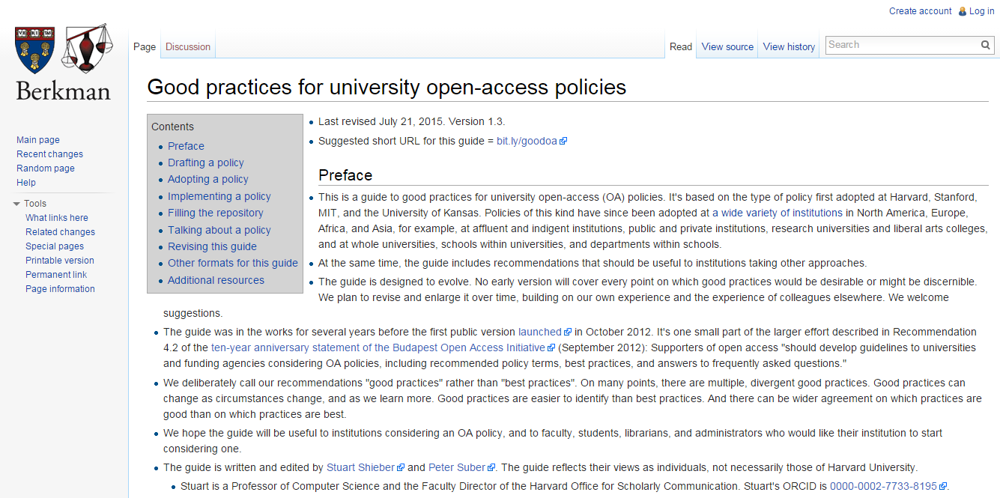 Create account Log in
Page Discussion Read View source View history Search
Berkman
Main page
Recent changes
Random page
Help
Tools
What links here
Related changes
Special pages
Printable version
Permanent link
Page information
Good practices for university open-access policies
Contents
Preface
Drafting a policy
Adopting a policy
Implementing a policy
Filling the repository
Talking about a policy
Revising this guide
Other formats for this guide
Additional resources
Last revised July 21, 2015. Version 1.3.
Suggested short URL for this guide = bit.ly/goodoa
Preface
This is a guide to good practices for university open-access (OA) policies. It's based on the type of policy first adopted at Harvard, Stanford,
MIT, and the University of Kansas. Policies of this kind have since been adopted at a wide variety of institutions in North America, Europe,
Africa, and Asia, for example, at affluent and indigent institutions, public and private institutions, research universities and liberal arts colleges,
and at whole universities, schools within universities, and departments within schools.
At the same time, the guide includes recommendations that should be useful to institutions taking other approaches.
The guide is designed to evolve. No early version will cover every point on which good practices would be desirable or might be discernible.
We plan to revise and enlarge it over time, building on our own experience and the experience of colleagues elsewhere. We welcome
suggestions.
The guide was in the works for several years before the first public version launched in October 2012. It's one small part of the larger effort described in Recommendation
4.2 of the ten-year anniversary statement of the Budapest Open Access Initiative (September 2012): Supporters of open access "should develop guidelines to universities
and funding agencies considering OA policies, including recommended policy terms, best practices, and answers to frequently asked questions."
We deliberately call our recommendations "good practices" rather than "best practices". On many points, there are multiple, divergent good practices. Good practices can
change as circumstances change, and as we learn more. Good practices are easier to identify than best practices. And there can be wider agreement on which practices are
good than on which practices are best.
We hope the guide will be useful to institutions considering an OA policy, and to faculty, students, librarians, and administrators who would like their institution to start
considering one.
The guide is written and edited by Stuart Shieber and Peter Suber. The guide reflects their views as individuals, not necessarily those of Harvard University.
Stuart is a Professor of Computer Science and the Faculty Director of the Harvard Office for Scholarly Communication. Stuart's ORCID is 0000-0002-7733-8195.